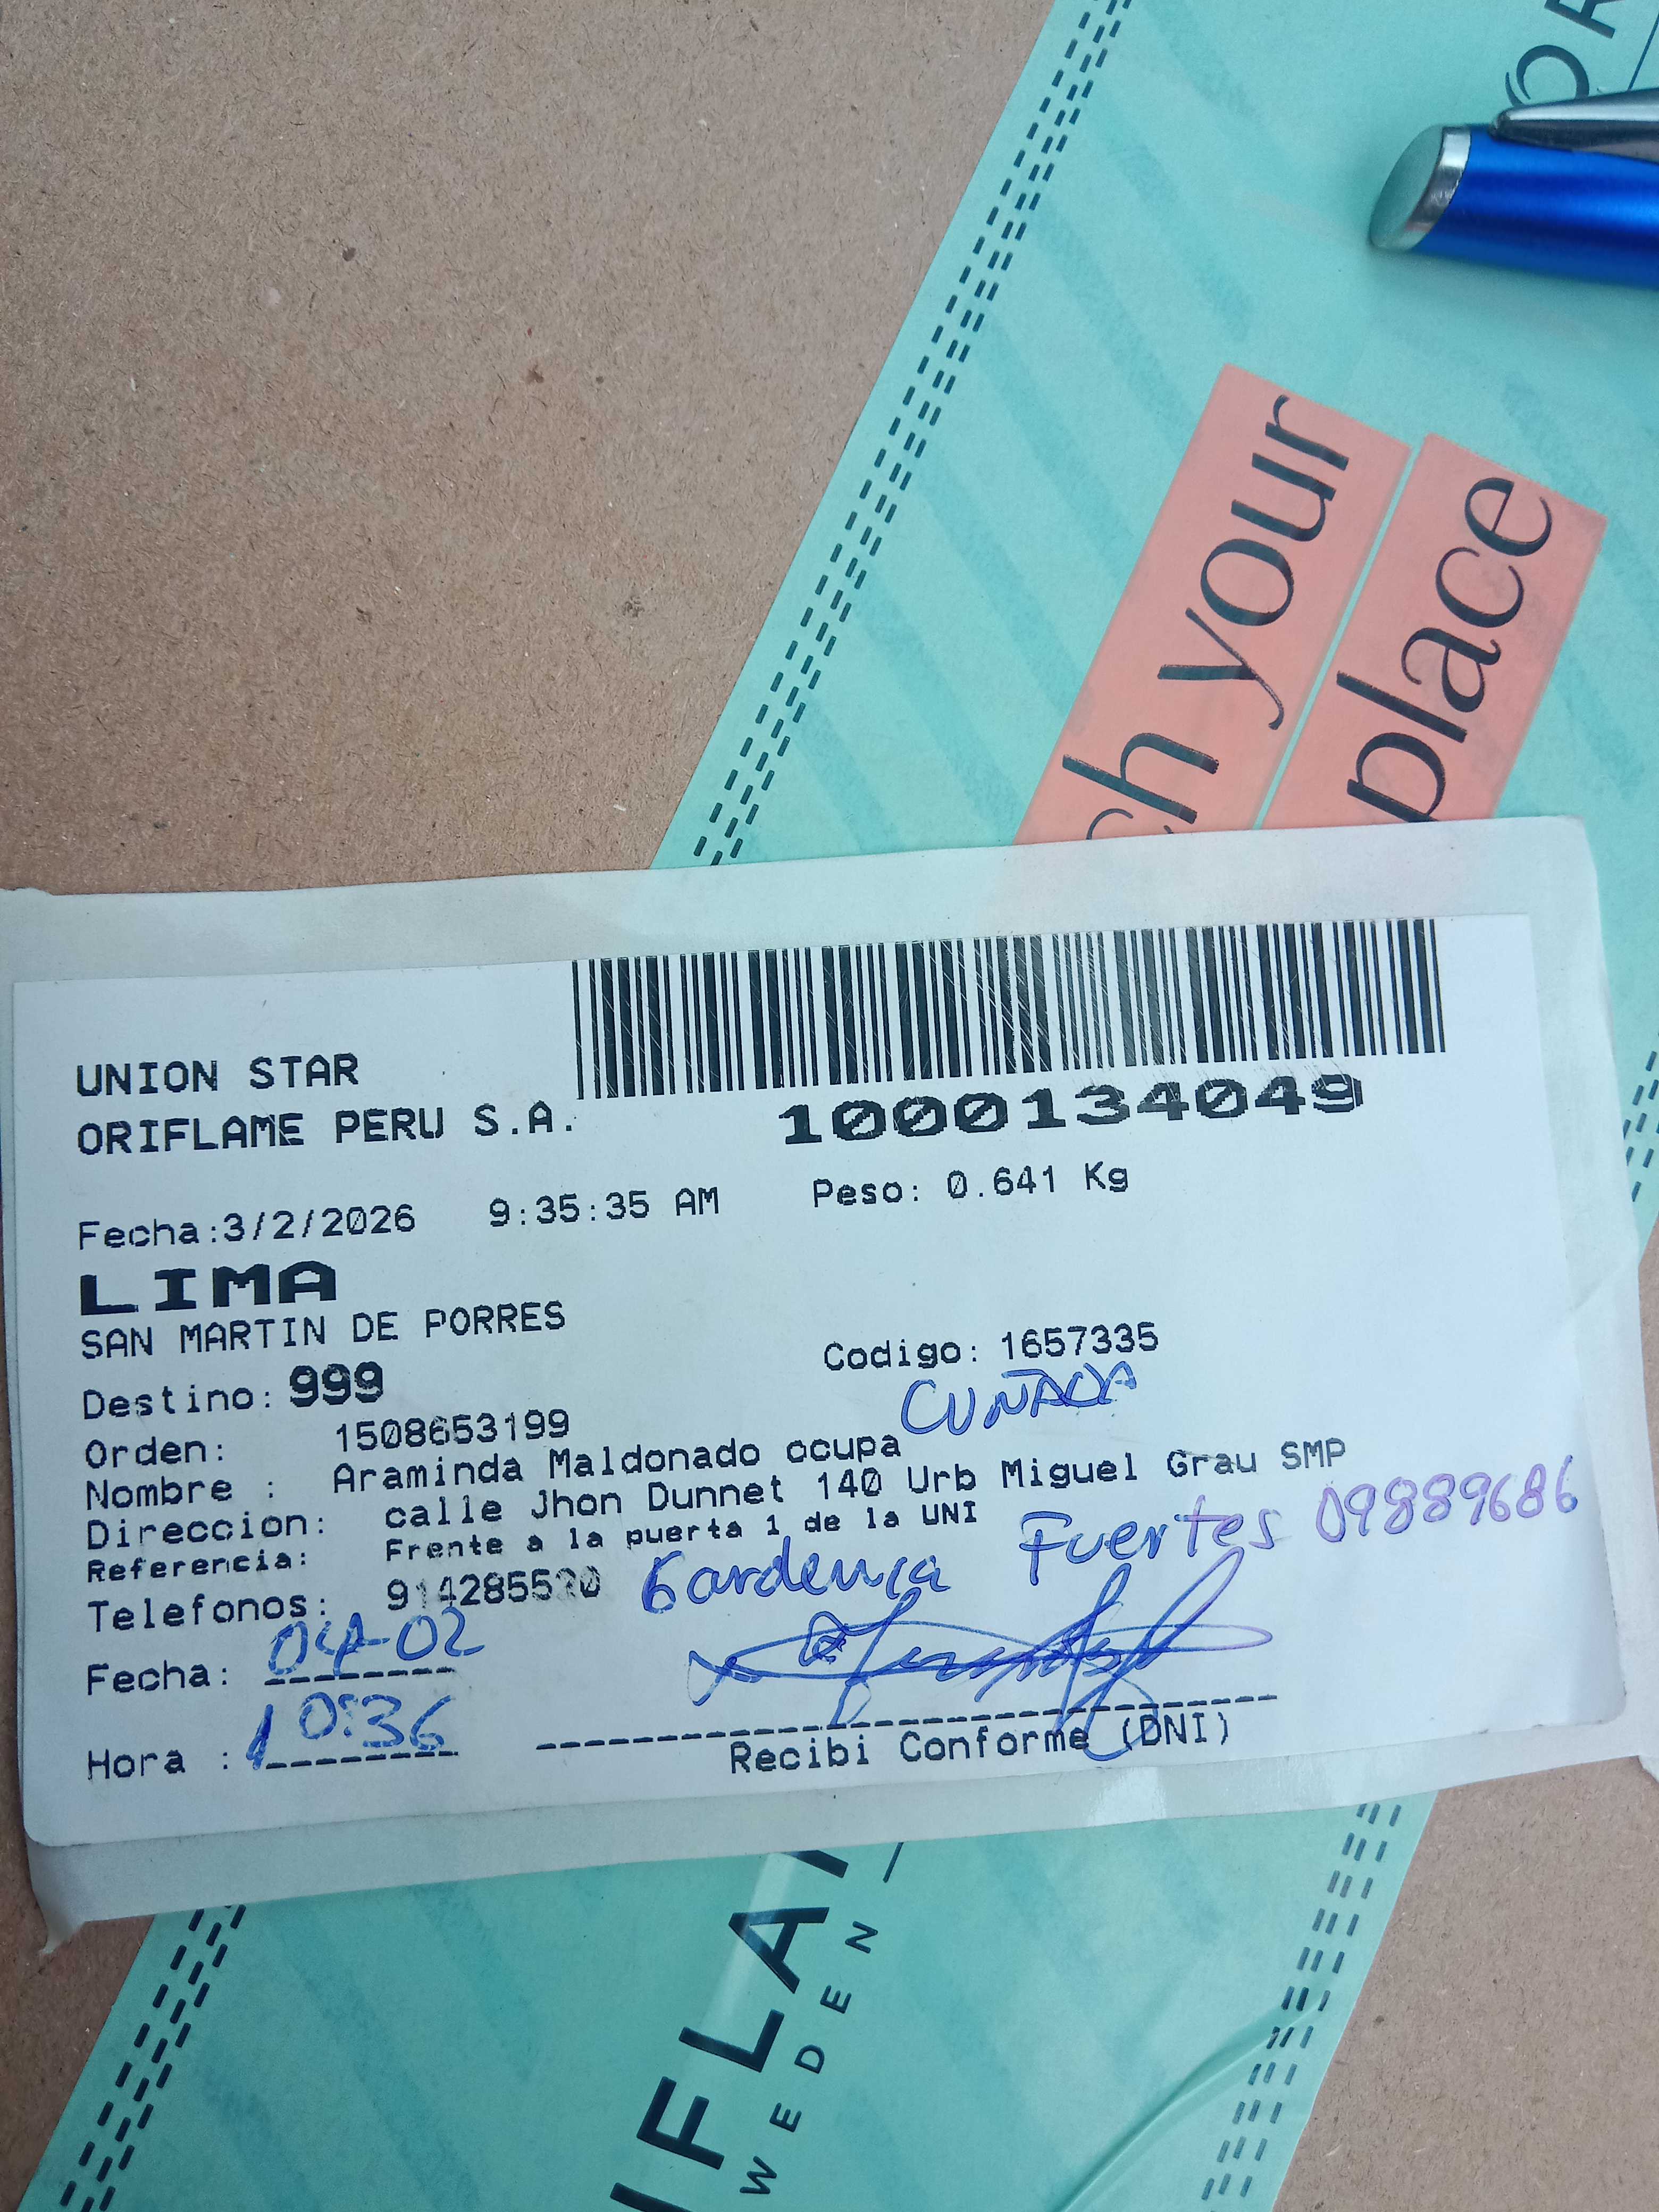 your
place
UNION STAR
ORIFLAME PERU S.A.
1000134049
Fecha:3/2/2026 9:35:35 AM Peso: 0.641 Kg
LIMA
SAN MARTIN DE PORRES
Destino: 999 Codigo: 1657335
CUÑADA
Orden: 1508653199
Nombre : Araminda Maldonado ocupa
Direccion: calle Jhon Dunnet 140 Urb Miguel Grau SMP
Referencia: Frente a la puerta 1 de la UNI
Telefonos:
Gardenia Fuertes 09889686
Fecha: 04-02
Hora : 10:36
Recibi Conforme (DNI)